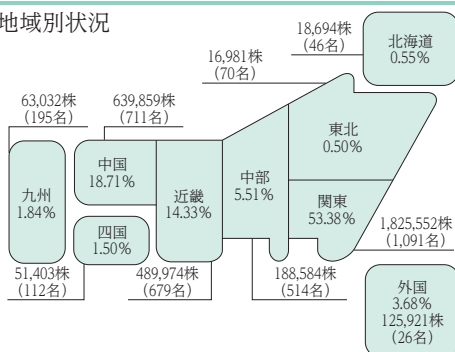 地域別状況
18,694株
(46名)
北海道
0.55%
16,981株
(70名)
63,032株
(195名)
639,859株
(711名)
東北
0.50%
中国
18.71%
中部
5.51%
九州
1.84%
近畿
14.33%
関東
53.38%
四国
1.50%
1,825,552株
(1,091名)
51,403株
(112名)
489,974株
(679名)
188,584株
(514名)
外国
3.68%
125,921株
(26名)